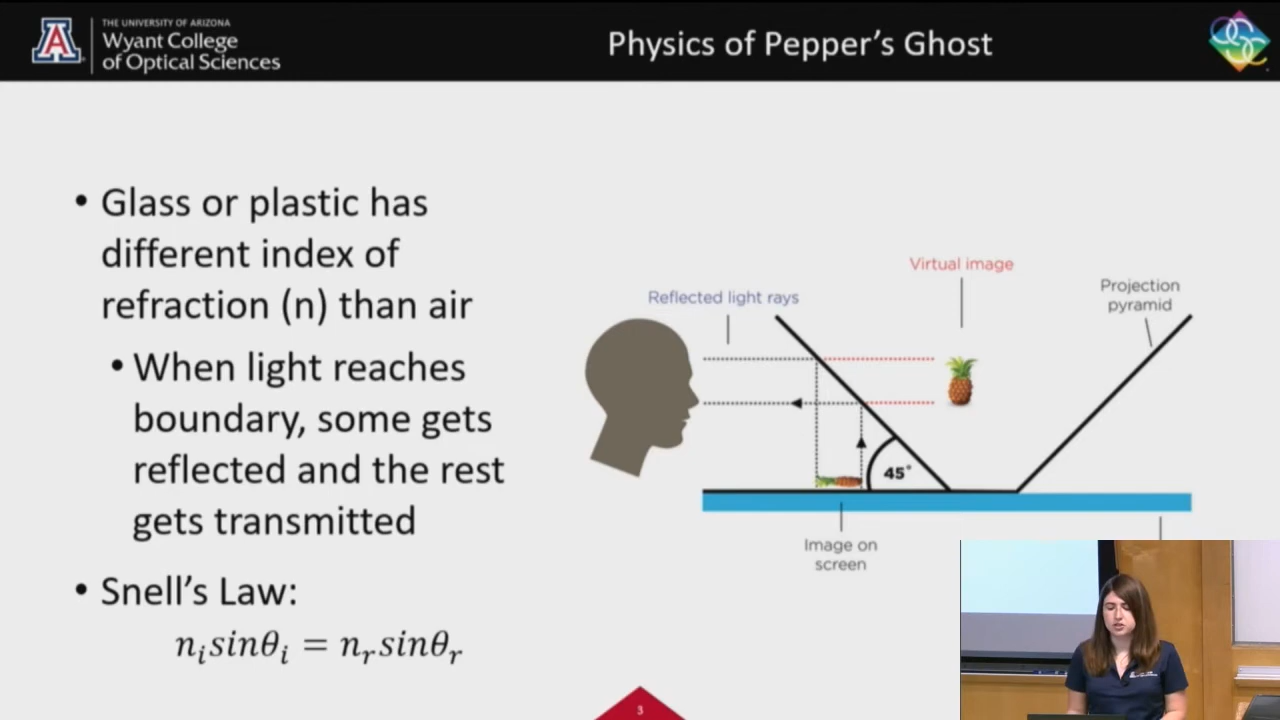 THE UNIVERSITY OF ARIZONA
Wyant College
of Optical Sciences
Physics of Pepper's Ghost
• Glass or plastic has
different index of
refraction (n) than air
• When light reaches
boundary, some gets
reflected and the rest
gets transmitted
• Snell's Law:
nᵢsinθᵢ = nᵣsinθᵣ
Virtual image
Reflected light rays
Projection
pyramid
45°
Image on
screen
3